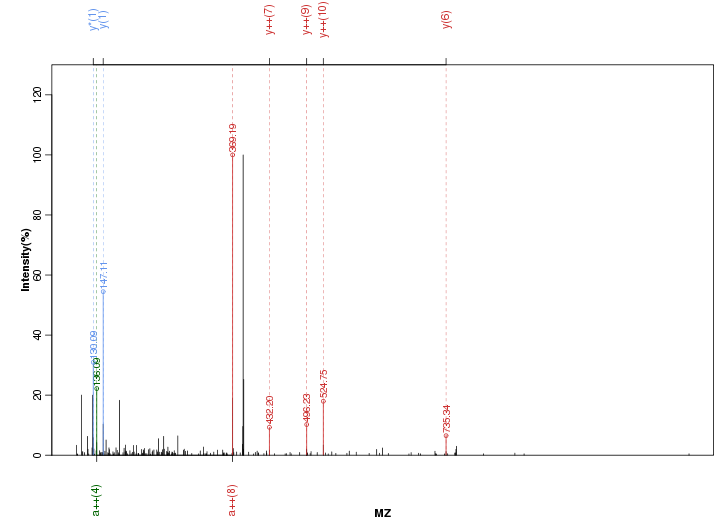 y*(1)
y(1)
y++(7)
y++(9)
y++(10)
y(6)
Intensity(%)
120
100
80
60
40
20
0
130.09
136.09
147.11
369.19
432.20
496.23
524.75
735.34
a++(4)
a++(8)
MZ